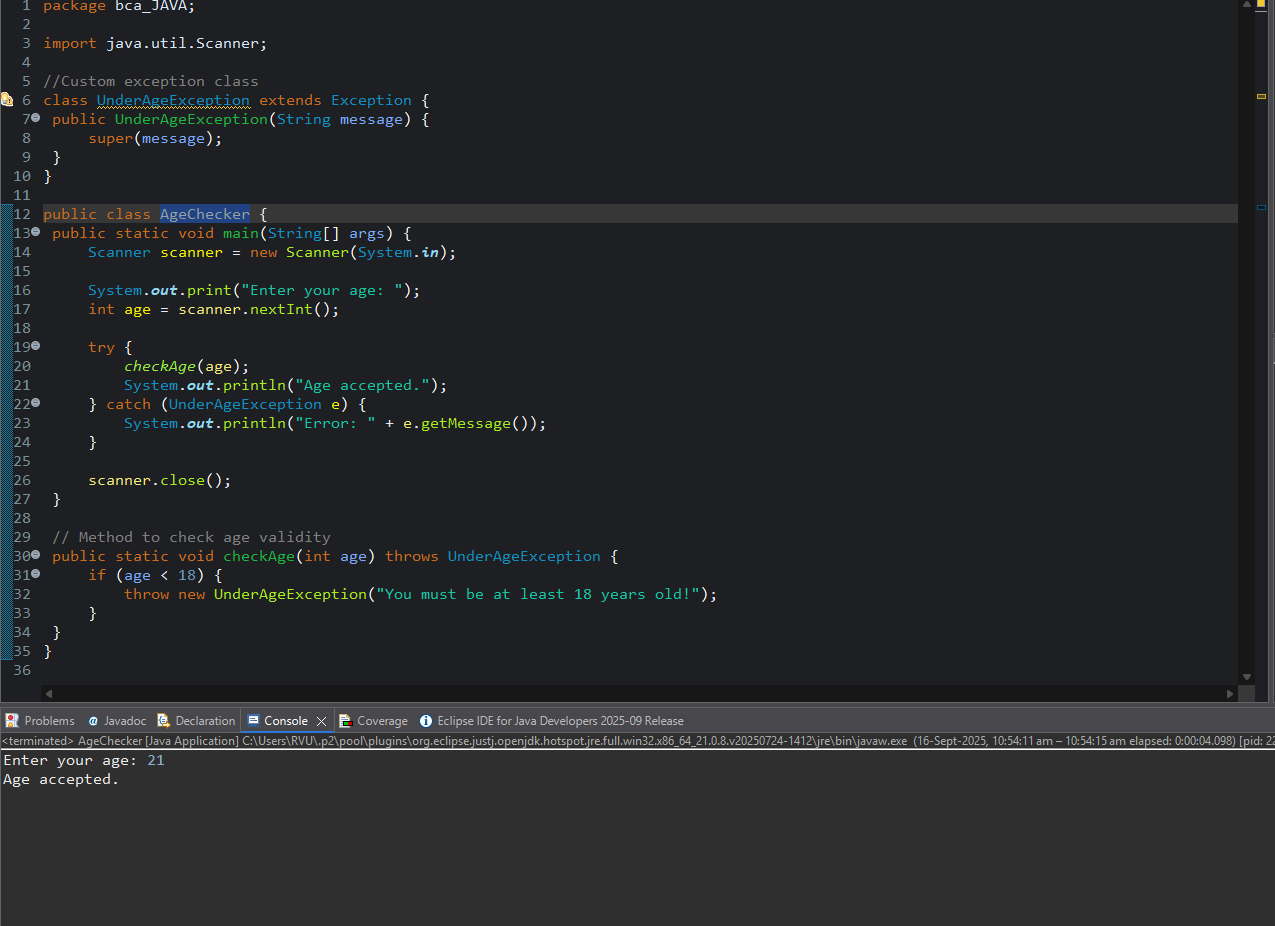 1 package bca_JAVA;
2
3 import java.util.Scanner;
4
5 //Custom exception class
6 class UnderAgeException extends Exception {
7 public UnderAgeException(String message) {
8 super(message);
9 }
10 }
11
12 public class AgeChecker {
13 public static void main(String[] args) {
14 Scanner scanner = new Scanner(System.in);
15
16 System.out.print("Enter your age: ");
17 int age = scanner.nextInt();
18
19 try {
20 checkAge(age);
21 System.out.println("Age accepted.");
22 } catch (UnderAgeException e) {
23 System.out.println("Error: " + e.getMessage());
24 }
25
26 scanner.close();
27 }
28
29 // Method to check age validity
30 public static void checkAge(int age) throws UnderAgeException {
31 if (age < 18) {
32 throw new UnderAgeException("You must be at least 18 years old!");
33 }
34 }
35 }
36
Problems @ Javadoc Declaration Console Coverage Eclipse IDE for Java Developers 2025-09 Release
<terminated> AgeChecker [Java Application] C:\Users\RVU\.p2\pool\plugins\org.eclipse.justj.openjdk.hotspot.jre.full.win32.x86_64_21.0.8.v20250724-1412\jre\bin\javaw.exe (16-Sept-2025, 10:54:11 am – 10:54:15 am elapsed: 0:00:04.098) [pid: 22
Enter your age: 21
Age accepted.